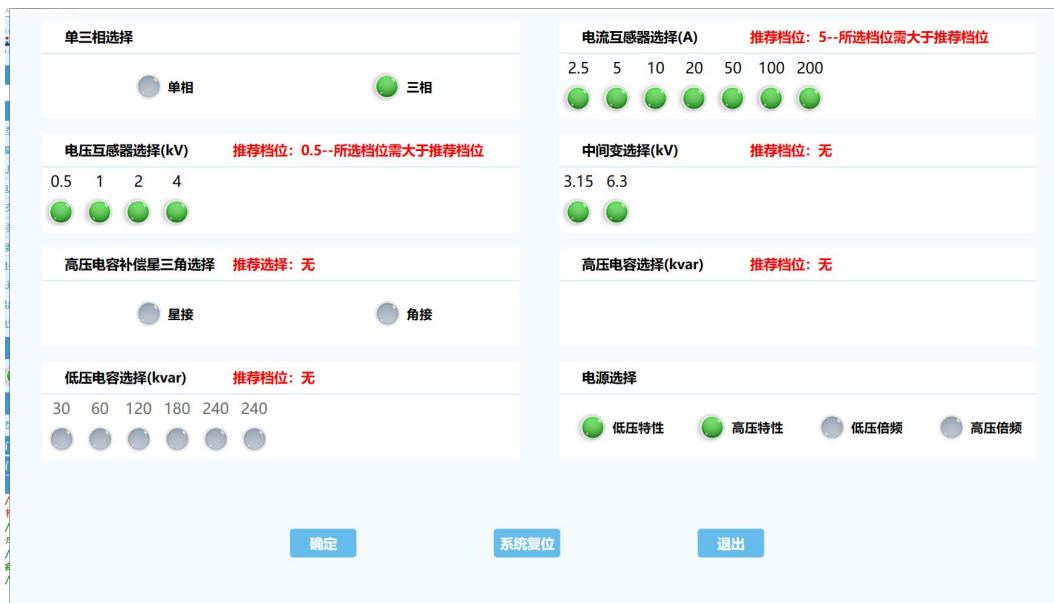 单三相选择
单相
三相
电流互感器选择(A)
推荐档位：5--所选档位需大于推荐档位
2.5 5 10 20 50 100 200
电压互感器选择(kV)
推荐档位：0.5--所选档位需大于推荐档位
0.5 1 2 4
中间变选择(kV)
推荐档位：无
3.15 6.3
高压电容补偿星三角选择
推荐选择：无
星接
角接
高压电容选择(kvar)
推荐档位：无
低压电容选择(kvar)
推荐档位：无
30 60 120 180 240 240
电源选择
低压特性
高压特性
低压倍频
高压倍频
确定
系统复位
退出